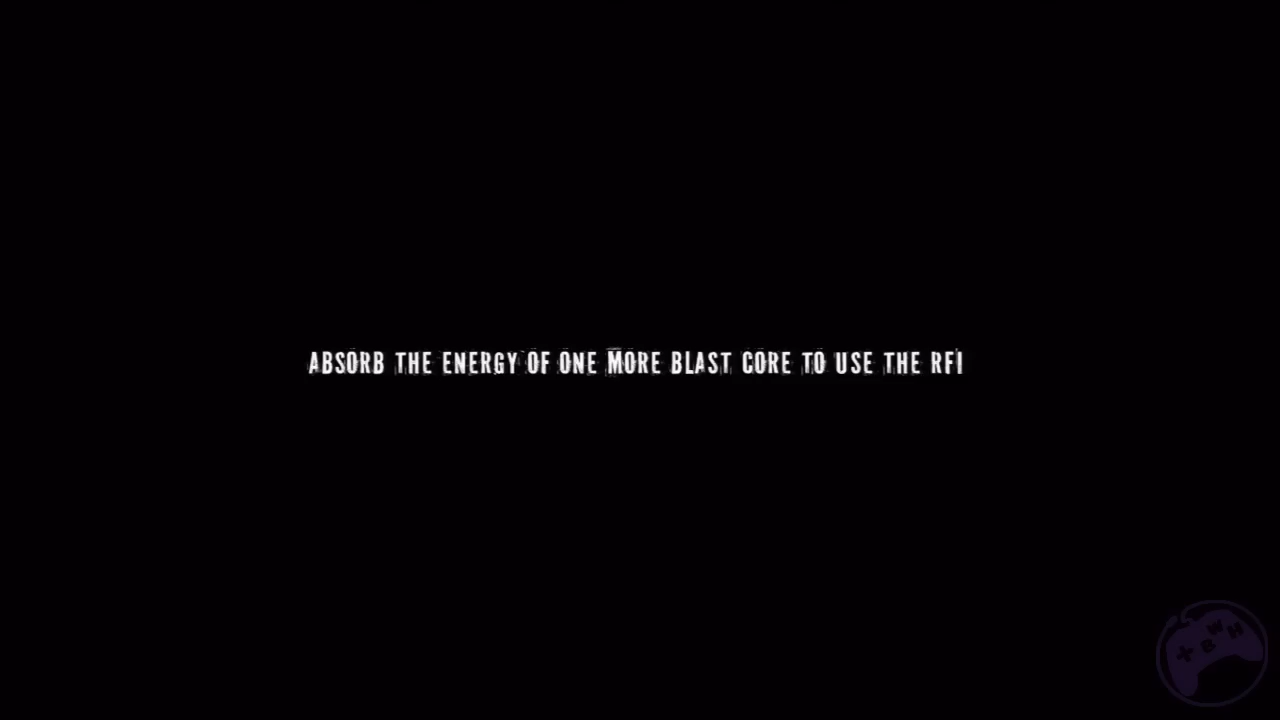 ABSORB THE ENERGY OF ONE MORE BLAST CORE TO USE THE RFI